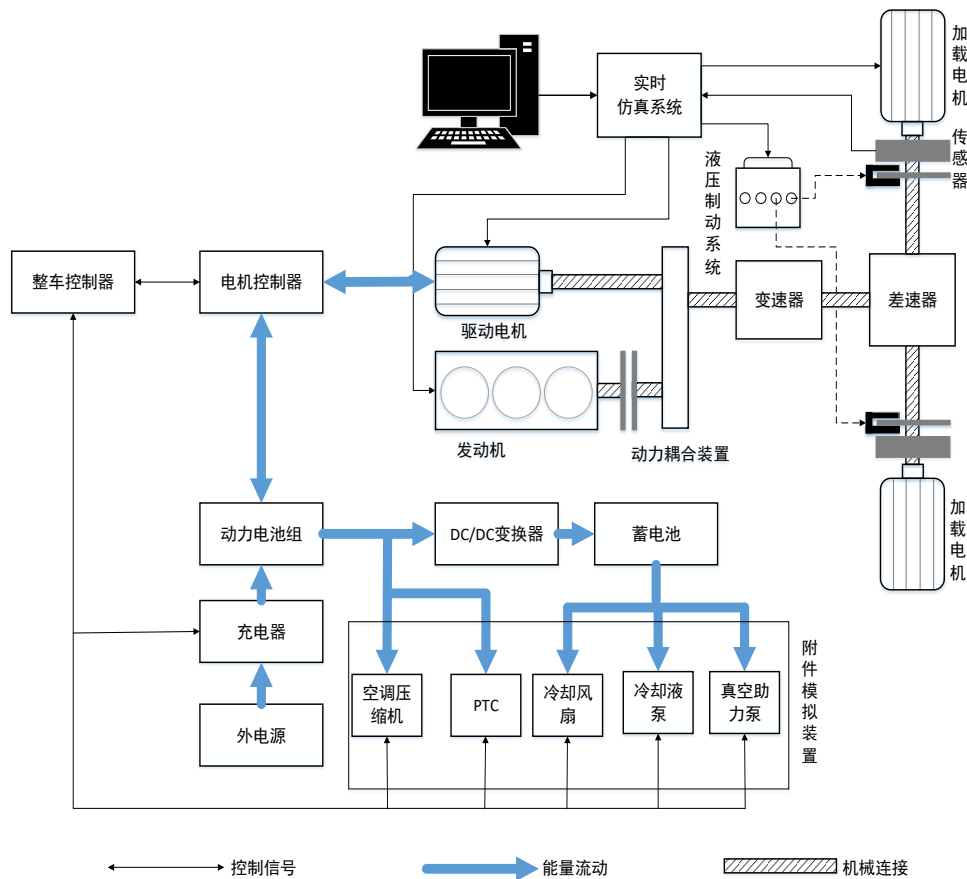 实时
仿真系统
加载电机
传感器
液压制动系统
整车控制器
电机控制器
驱动电机
变速器
差速器
发动机
动力耦合装置
加载电机
动力电池组
DC/DC变换器
蓄电池
充电器
附件模拟装置
空调压
缩机
PTC
冷却风
扇
冷却液
泵
真空助
力泵
外电源
控制信号
能量流动
机械连接